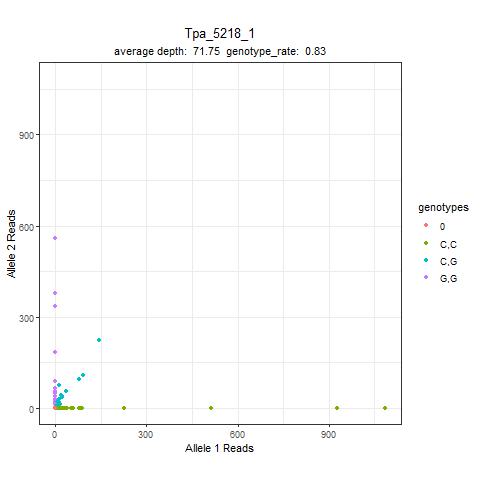 Tpa_5218_1
average depth:  71.75  genotype_rate:  0.83
Allele 2 Reads
900
600
300
0
0
300
600
900
Allele 1 Reads
genotypes
0
C,C
C,G
G,G